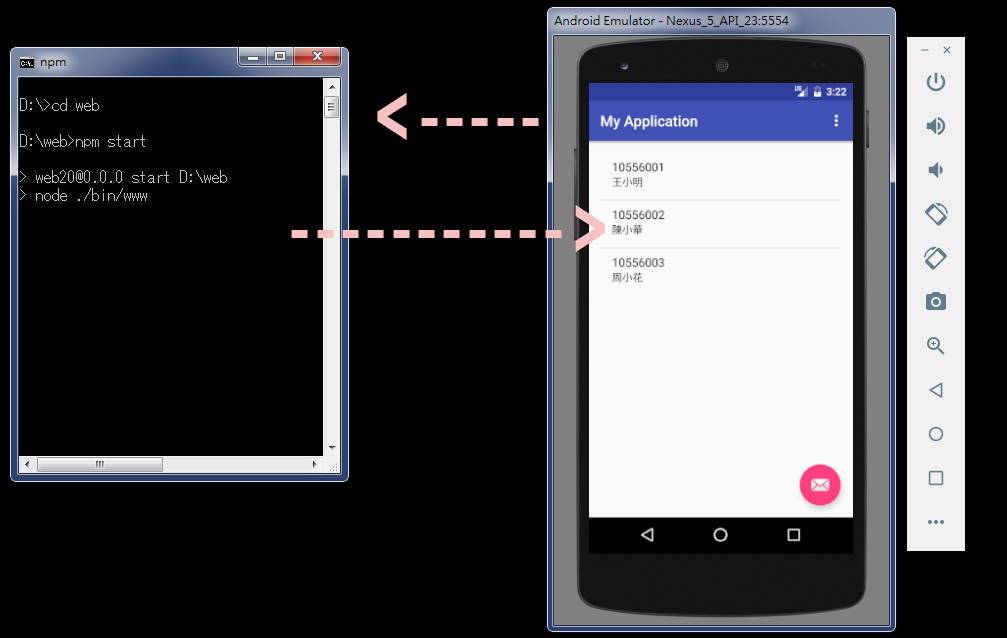 npm
D:\>cd web
D:\web>npm start
> web20@0.0.0 start D:\web
> node ./bin/www
Android Emulator - Nexus_5_API_23:5554
LTE
3:22
My Application
10556001
王小明
10556002
陳小華
10556003
周小花